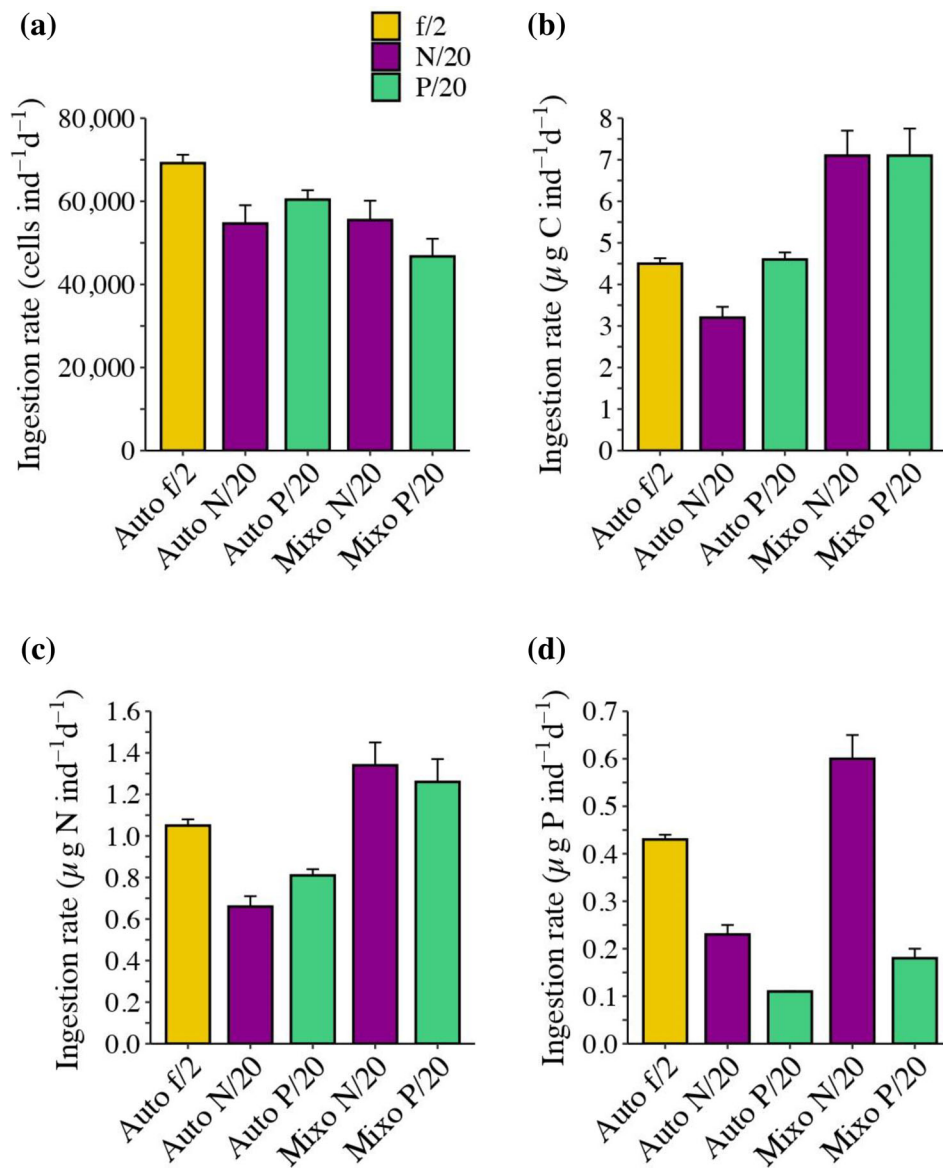 (a)
f/2
N/20
P/20
Ingestion rate (cells ind⁻¹d⁻¹)
80,000
60,000
40,000
20,000
0
Auto f/2
Auto N/20
Auto P/20
Mixo N/20
Mixo P/20
(b)
Ingestion rate (µg C ind⁻¹d⁻¹)
8
7
6
5
4
3
2
1
0
Auto f/2
Auto N/20
Auto P/20
Mixo N/20
Mixo P/20
(c)
Ingestion rate (µg N ind⁻¹d⁻¹)
1.6
1.4
1.2
1.0
0.8
0.6
0.4
0.2
0.0
Auto f/2
Auto N/20
Auto P/20
Mixo N/20
Mixo P/20
(d)
Ingestion rate (µg P ind⁻¹d⁻¹)
0.7
0.6
0.5
0.4
0.3
0.2
0.1
0.0
Auto f/2
Auto N/20
Auto P/20
Mixo N/20
Mixo P/20